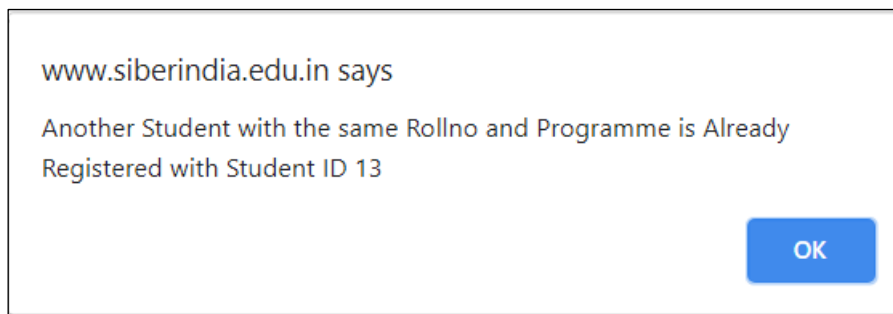 www.siberindia.edu.in says
Another Student with the same Rollno and Programme is Already
Registered with Student ID 13
OK